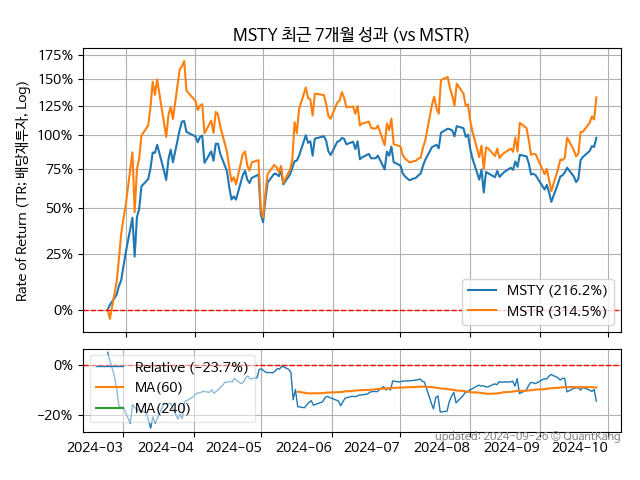 MSTY 최근 7개월 성과 (vs MSTR)
175%
150%
125%
100%
75%
50%
25%
0%
Rate of Return (TR: 배당재투자, Log)
MSTY (216.2%)
MSTR (314.5%)
0%
−20%
Relative (−23.7%)
MA(60)
MA(240)
2024-03 2024-04 2024-05 2024-06 2024-07 2024-08 2024-09 2024-10
updated: 2024-09-26 © QuantKang